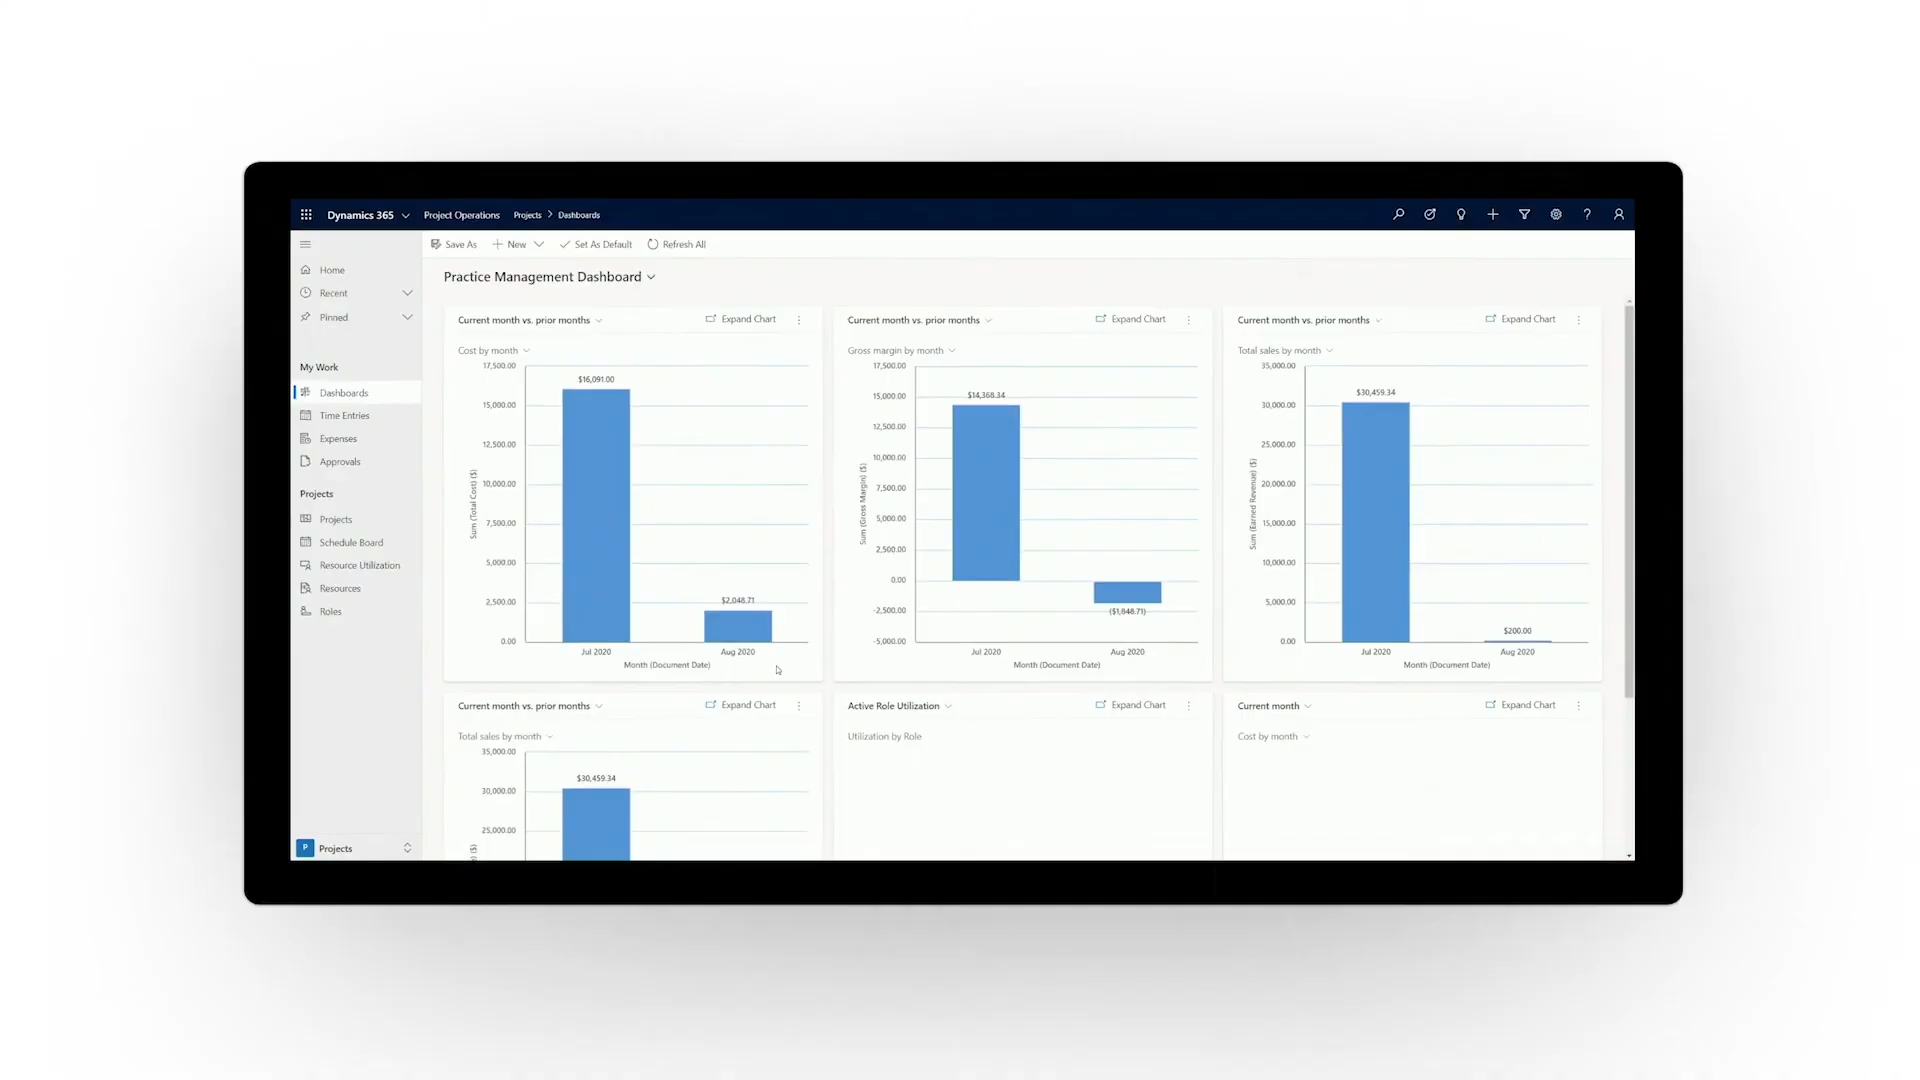 Dynamics 365 Project Operations Projects > Dashboards ?
Save As New Set As Default Refresh All
Home
Recent
Pinned
My Work
Dashboards
Time Entries
Expenses
Approvals
Projects
Projects
Schedule Board
Resource Utilization
Resources
Roles
P Projects
Practice Management Dashboard
Current month vs. prior months Expand Chart
Cost by month
17,500.00
15,000.00
12,500.00
10,000.00
7,500.00
5,000.00
2,500.00
0.00
Sum (Total Cost) ($)
$16,091.00
$2,048.71
Jul 2020 Aug 2020
Month (Document Date)
Current month vs. prior months Expand Chart
Gross margin by month
17,500.00
15,000.00
12,500.00
10,000.00
7,500.00
5,000.00
2,500.00
0.00
-2,500.00
-5,000.00
Sum (Gross Margin) ($)
$14,368.34
($1,848.71)
Jul 2020 Aug 2020
Month (Document Date)
Current month vs. prior months Expand Chart
Total sales by month
35,000.00
30,000.00
25,000.00
20,000.00
15,000.00
10,000.00
5,000.00
0.00
Sum (Earned Revenue) ($)
$30,459.34
$200.00
Jul 2020 Aug 2020
Month (Document Date)
Current month vs. prior months Expand Chart
Total sales by month
35,000.00
30,000.00
25,000.00
) ($)
$30,459.34
Active Role Utilization Expand Chart
Utilization by Role
Current month Expand Chart
Cost by month